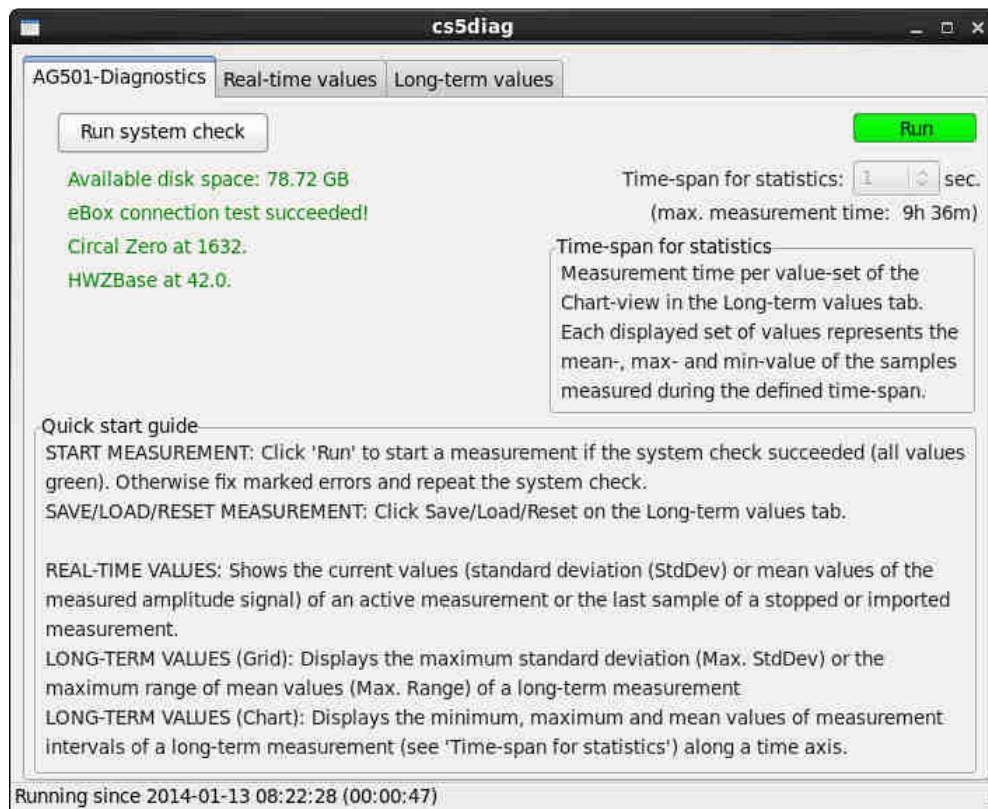 cs5diag
AG501-Diagnostics
Real-time values
Long-term values
Run system check
Run
Available disk space: 78.72 GB
Time-span for statistics: 1 sec.
eBox connection test succeeded!
(max. measurement time: 9h 36m)
Circal Zero at 1632.
HWZBase at 42.0.
Time-span for statistics
Measurement time per value-set of the
Chart-view in the Long-term values tab.
Each displayed set of values represents the
mean-, max- and min-value of the samples
measured during the defined time-span.
Quick start guide
START MEASUREMENT: Click 'Run' to start a measurement if the system check succeeded (all values
green). Otherwise fix marked errors and repeat the system check.
SAVE/LOAD/RESET MEASUREMENT: Click Save/Load/Reset on the Long-term values tab.
REAL-TIME VALUES: Shows the current values (standard deviation (StdDev) or mean values of the
measured amplitude signal) of an active measurement or the last sample of a stopped or imported
measurement.
LONG-TERM VALUES (Grid): Displays the maximum standard deviation (Max. StdDev) or the
maximum range of mean values (Max. Range) of a long-term measurement
LONG-TERM VALUES (Chart): Displays the minimum, maximum and mean values of measurement
intervals of a long-term measurement (see 'Time-span for statistics') along a time axis.
Running since 2014-01-13 08:22:28 (00:00:47)